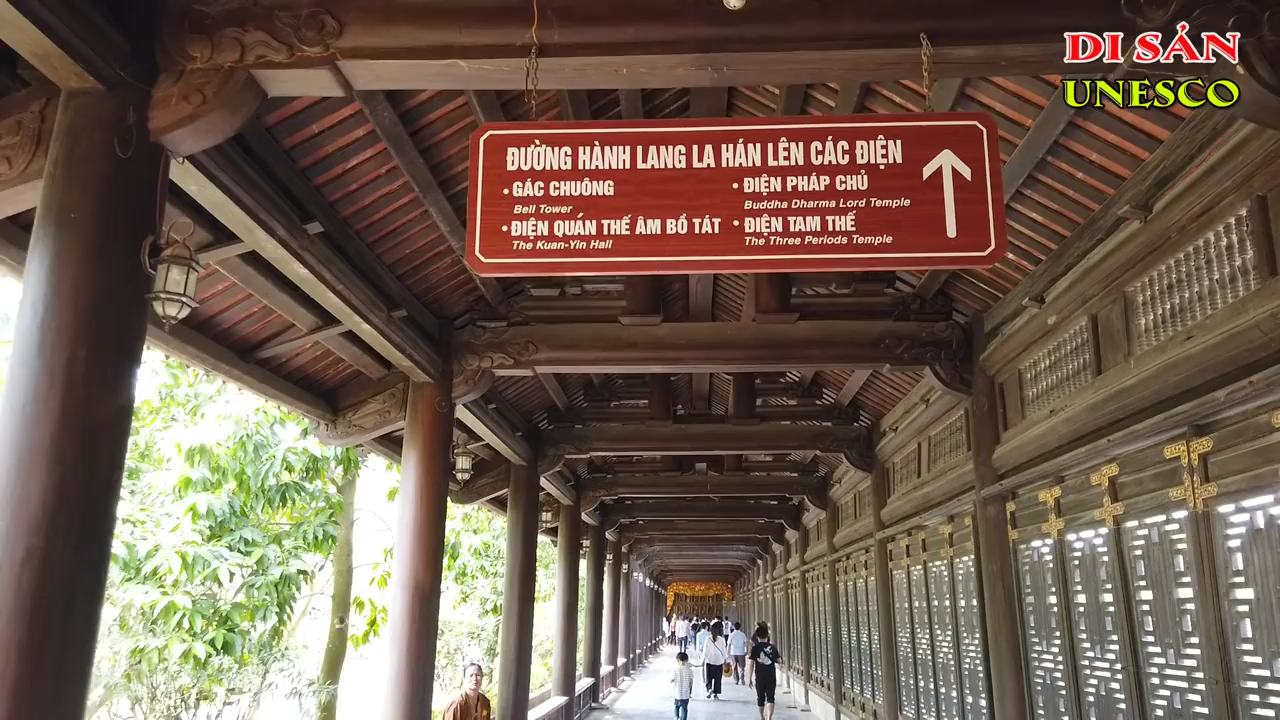 DI SẢN
UNESCO
ĐƯỜNG HÀNH LANG LA HÁN LÊN CÁC ĐIỆN
• GÁC CHUÔNG
Bell Tower
• ĐIỆN QUÁN THẾ ÂM BỒ TÁT
The Kuan-Yin Hall
• ĐIỆN PHÁP CHỦ
Buddha Dharma Lord Temple
• ĐIỆN TAM THẾ
The Three Periods Temple